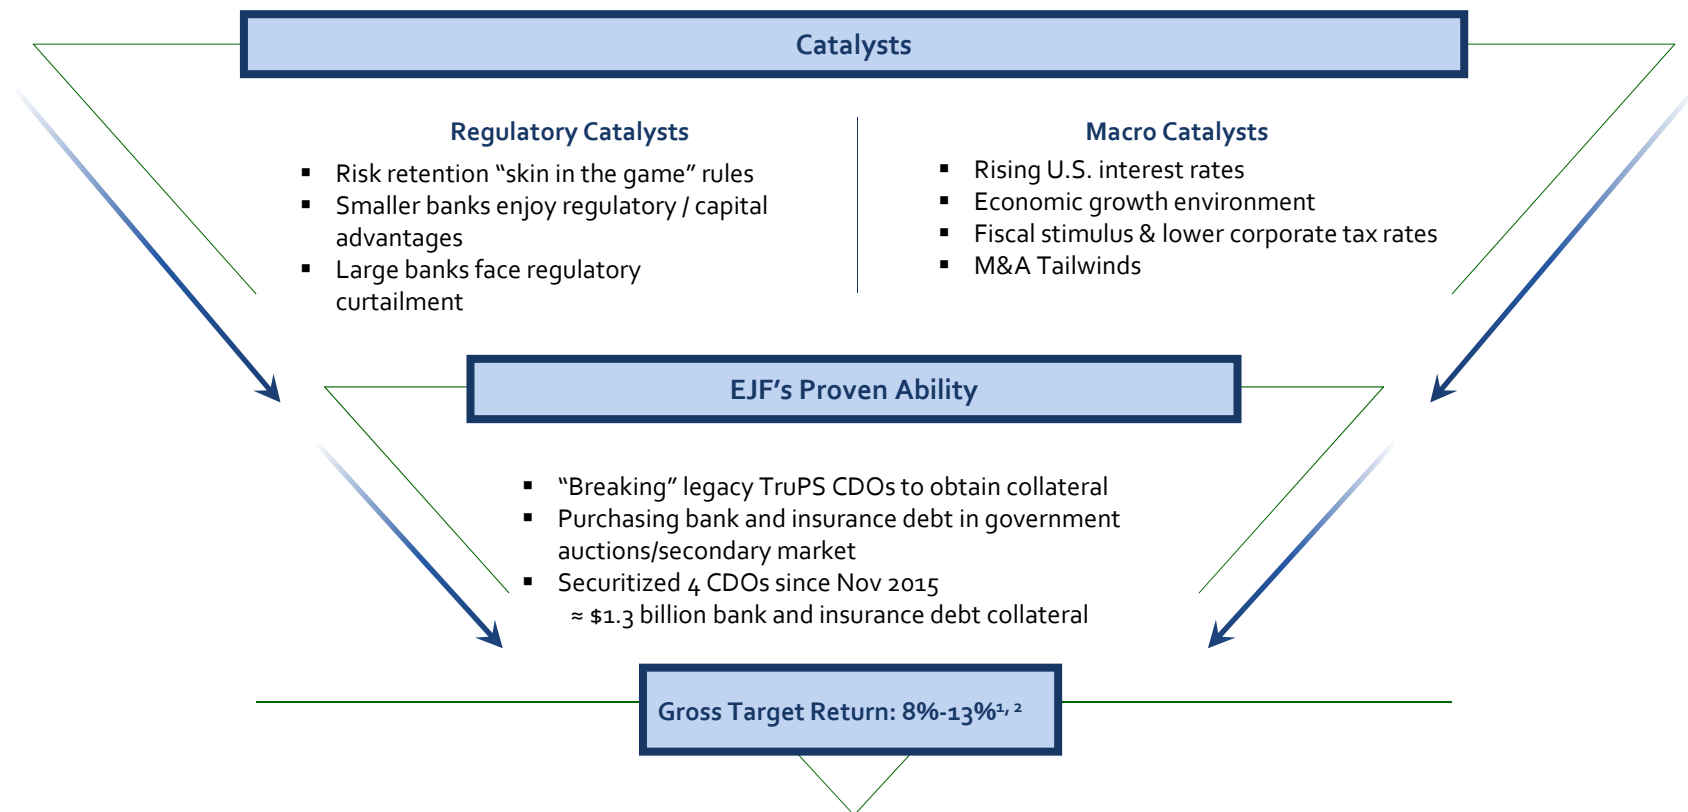 Catalysts
Regulatory Catalysts
▪ Risk retention “skin in the game” rules
▪ Smaller banks enjoy regulatory / capital
advantages
▪ Large banks face regulatory
curtailment
Macro Catalysts
▪ Rising U.S. interest rates
▪ Economic growth environment
▪ Fiscal stimulus & lower corporate tax rates
▪ M&A Tailwinds
EJF’s Proven Ability
▪ “Breaking” legacy TruPS CDOs to obtain collateral
▪ Purchasing bank and insurance debt in government
auctions/secondary market
▪ Securitized 4 CDOs since Nov 2015
≈ $1.3 billion bank and insurance debt collateral
Gross Target Return: 8%-13%¹, ²